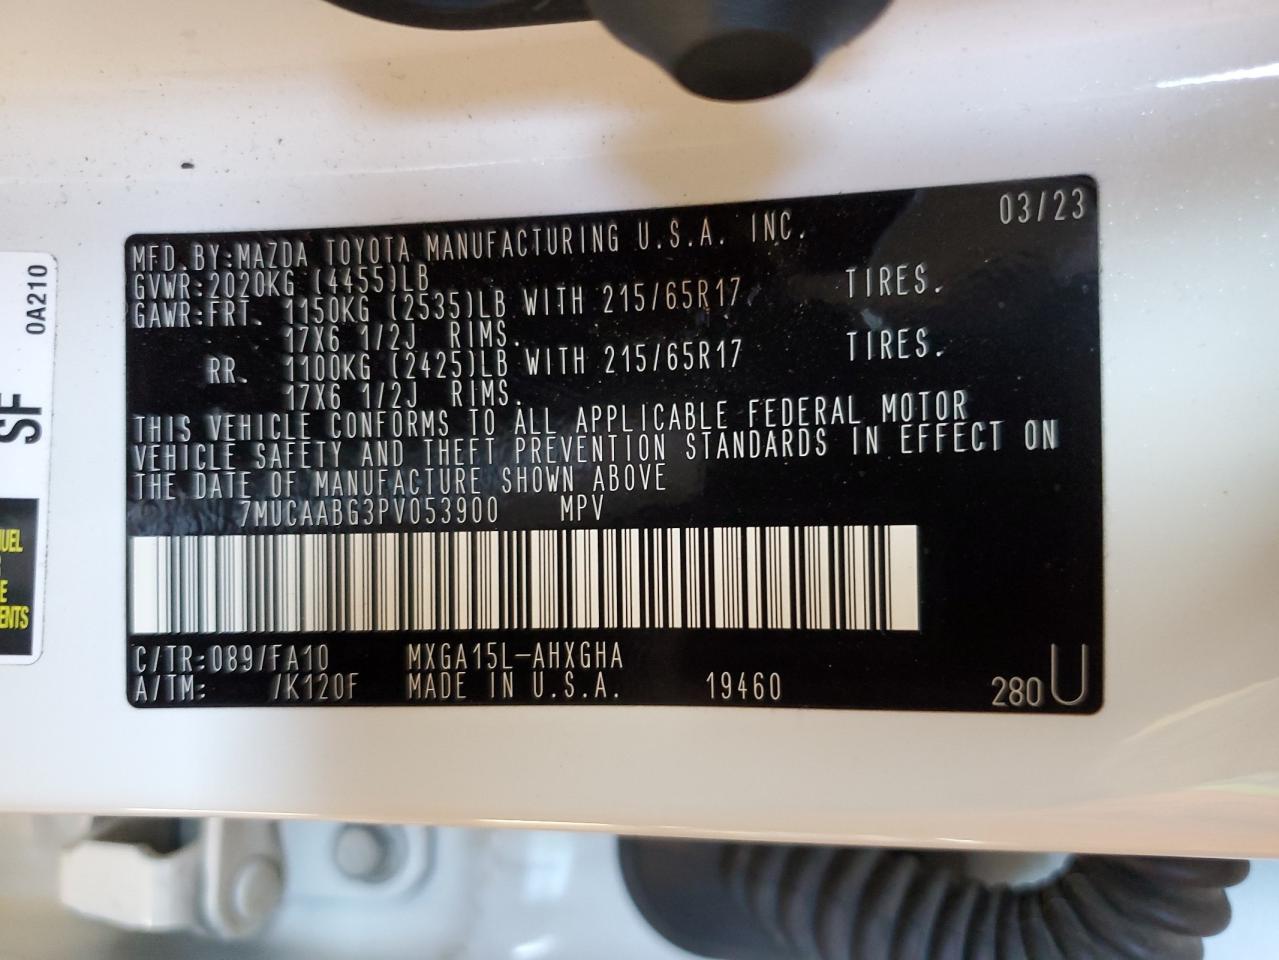 03/23
MFD.BY:MAZDA TOYOTA MANUFACTURING U.S.A. INC.
GVWR:2020KG (4455)LB
GAWR:FRT. 1150KG (2535)LB WITH 215/65R17 TIRES.
17X6 1/2J RIMS.
RR. 1100KG (2425)LB WITH 215/65R17 TIRES.
17X6 1/2J RIMS.
THIS VEHICLE CONFORMS TO ALL APPLICABLE FEDERAL MOTOR
VEHICLE SAFETY AND THEFT PREVENTION STANDARDS IN EFFECT ON
THE DATE OF MANUFACTURE SHOWN ABOVE
7MUCAABG3PV053900 MPV
C/TR:089/FA10 MXGA15L-AHXGHA
A/TM: /K120F MADE IN U.S.A. 19460 280U
0A210
SF